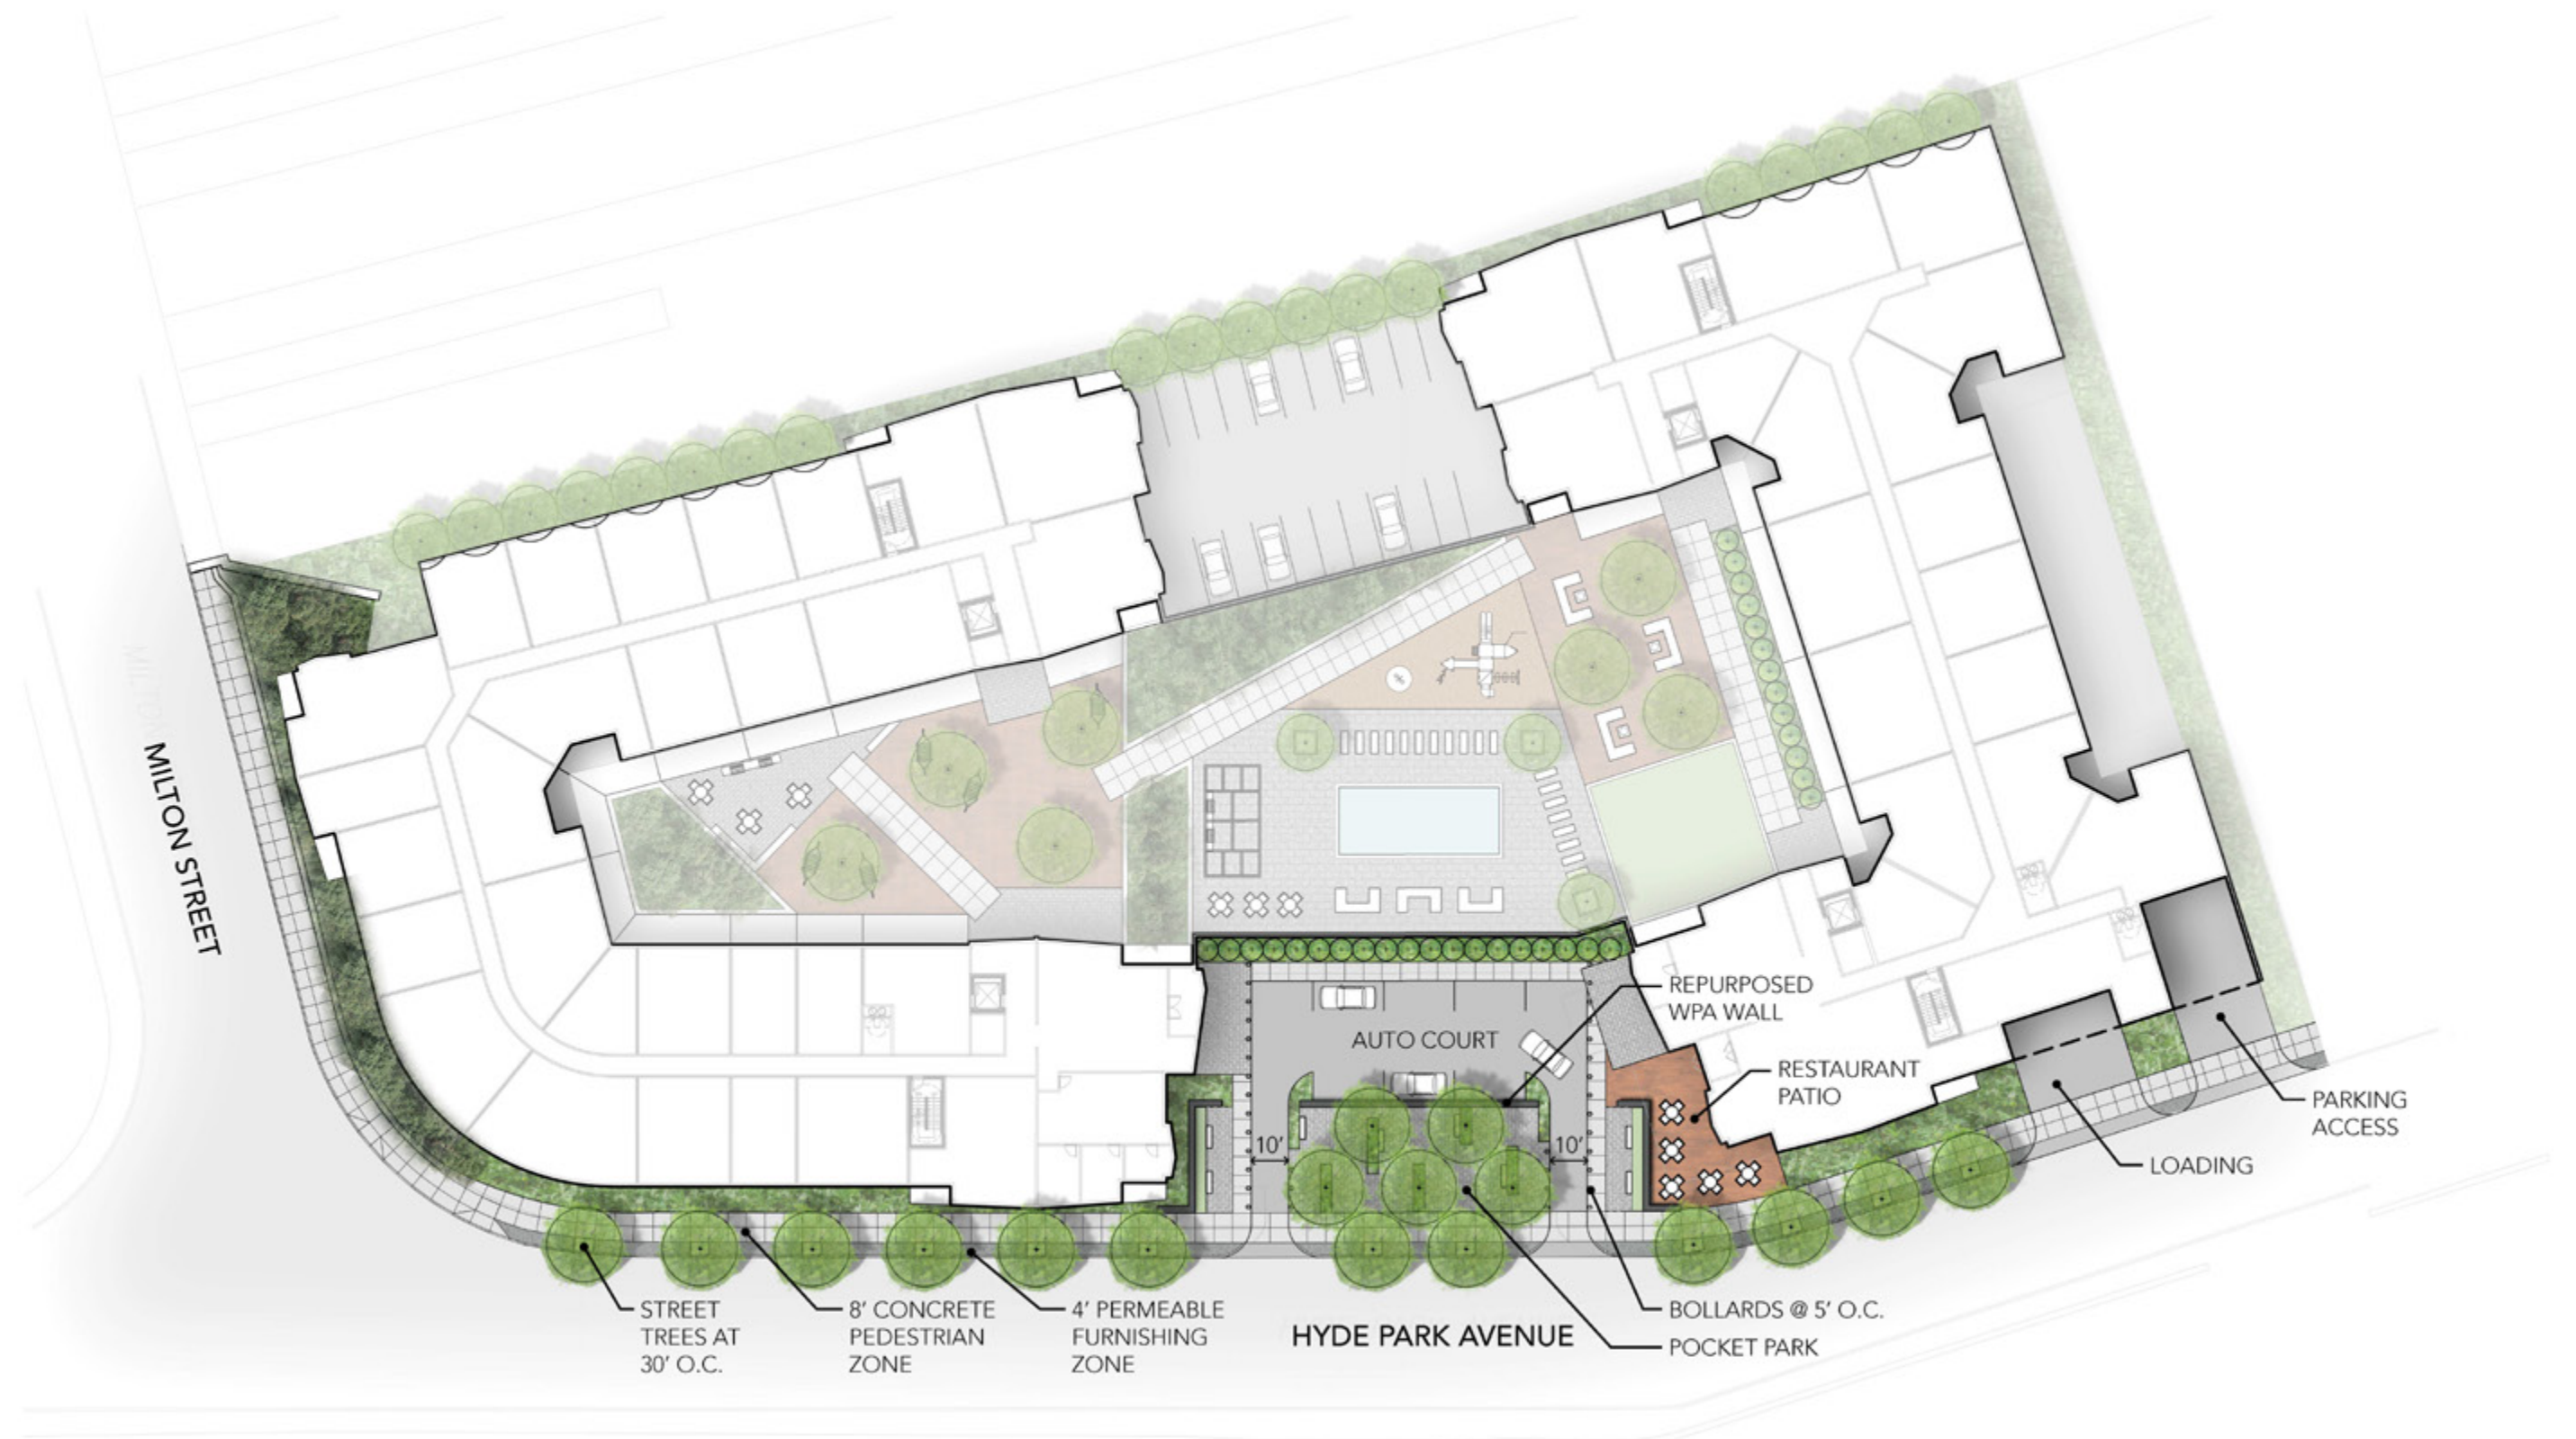 MILTON STREET
REPURPOSED
WPA WALL
AUTO COURT
RESTAURANT
PATIO
PARKING
ACCESS
10'
10'
LOADING
STREET
TREES AT
30' O.C.
8' CONCRETE
PEDESTRIAN
ZONE
4' PERMEABLE
FURNISHING
ZONE
HYDE PARK AVENUE
BOLLARDS @ 5' O.C.
POCKET PARK